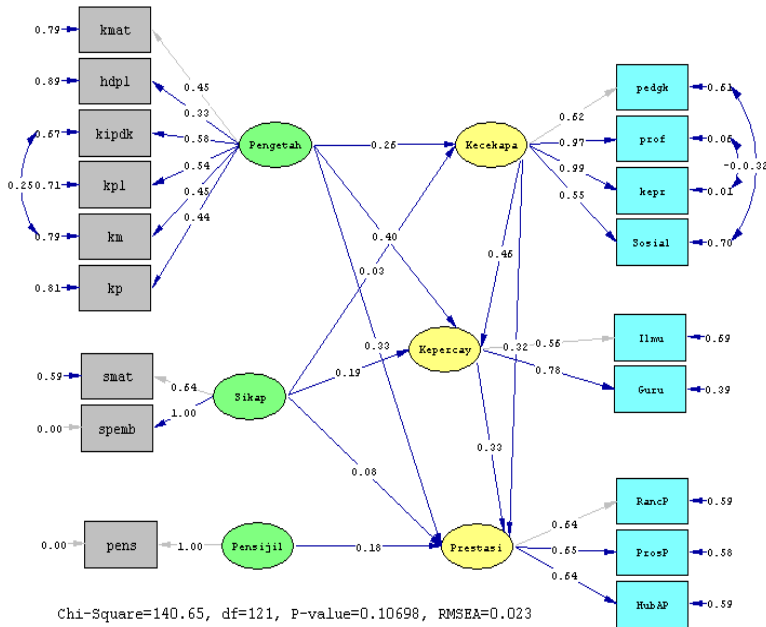 0.79 kmat
0.89 hdpl
0.67 kipdk
0.25 0.71 kpl
0.79 km
0.81 kp
0.45
0.33
0.58
0.54
0.45
0.44
Pengetah
0.26
Kecekapa
0.62
0.97
0.99
0.55
pedgk 0.61
prof 0.05
kepr 0.01
Sosial 0.70
0.32
0.40
0.03
0.33
0.45
0.32
0.59 smat
0.00 spemb
0.64
1.00
Sikap
0.19
0.08
Kepercay
0.56
0.78
Ilmu 0.69
Guru 0.39
0.33
0.00 pens
1.00
Pensijil
0.18
Prestasi
0.64
0.65
0.64
RancP 0.59
ProsP 0.58
HubAP 0.59
Chi-Square=140.65, df=121, P-value=0.10698, RMSEA=0.023